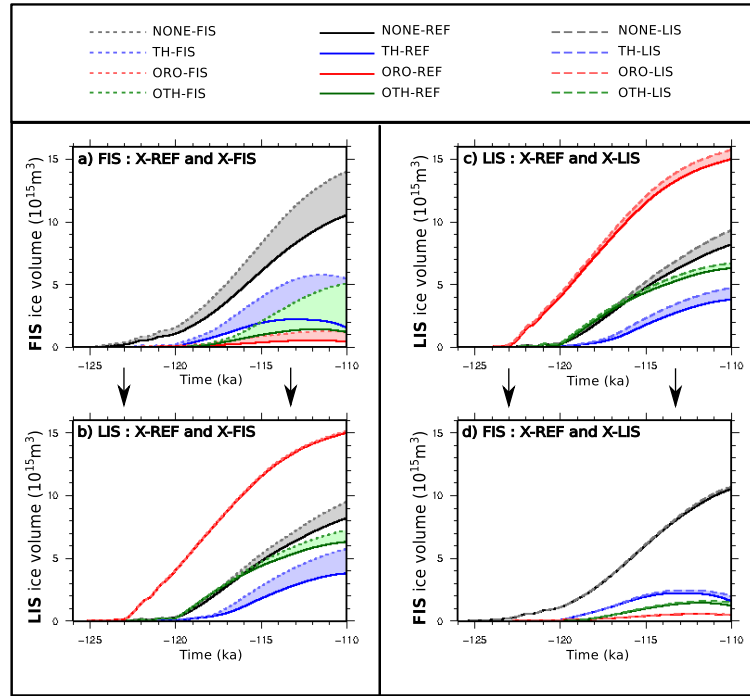 NONE-FIS NONE-REF NONE-LIS
TH-FIS TH-REF TH-LIS
ORO-FIS ORO-REF ORO-LIS
OTH-FIS OTH-REF OTH-LIS
a) FIS : X-REF and X-FIS
FIS ice volume (10¹⁵m³)
15
10
5
0
−125 −120 −115 −110
Time (ka)
b) LIS : X-REF and X-FIS
LIS ice volume (10¹⁵m³)
15
10
5
0
−125 −120 −115 −110
Time (ka)
c) LIS : X-REF and X-LIS
LIS ice volume (10¹⁵m³)
15
10
5
0
−125 −120 −115 −110
Time (ka)
d) FIS : X-REF and X-LIS
FIS ice volume (10¹⁵m³)
15
10
5
0
−125 −120 −115 −110
Time (ka)